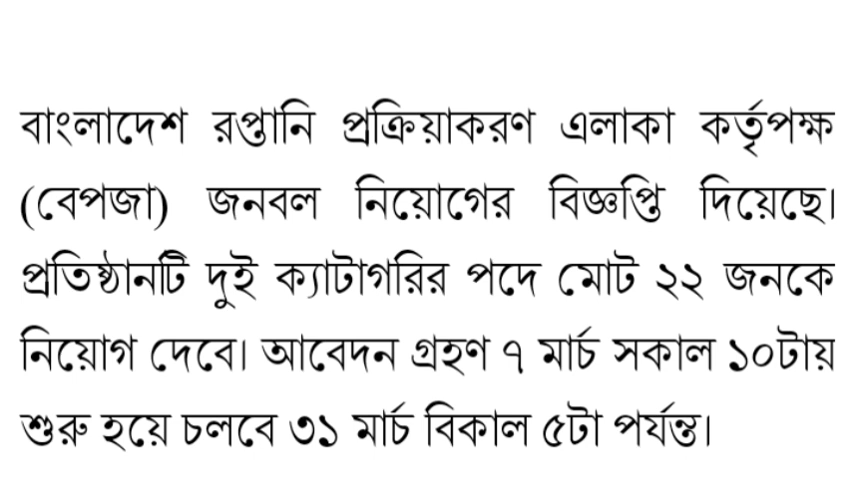 বাংলাদেশ রপ্তানি প্রক্রিয়াকরণ এলাকা কর্তৃপক্ষ
(বেপজা) জনবল নিয়োগের বিজ্ঞপ্তি দিয়েছে।
প্রতিষ্ঠানটি দুই ক্যাটাগরির পদে মোট ২২ জনকে
নিয়োগ দেবে। আবেদন গ্রহণ ৭ মার্চ সকাল ১০টায়
শুরু হয়ে চলবে ৩১ মার্চ বিকাল ৫টা পর্যন্ত।